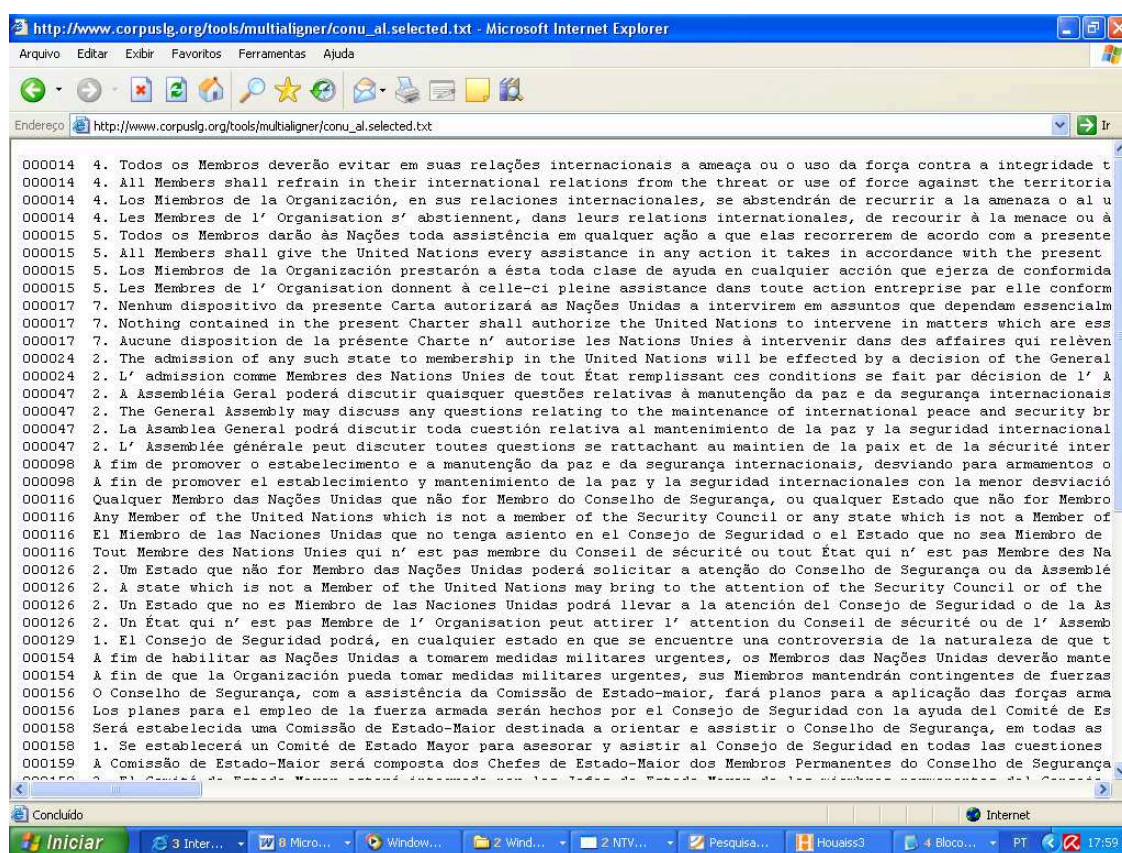 http://www.corpuslg.org/tools/multialigner/conu_al.selected.txt - Microsoft Internet Explorer
Arquivo Editar Exibir Favoritos Ferramentas Ajuda
Endereço http://www.corpuslg.org/tools/multialigner/conu_al.selected.txt Ir
000014 4. Todos os Membros deverão evitar em suas relações internacionais a ameaça ou o uso da força contra a integridade t
000014 4. All Members shall refrain in their international relations from the threat or use of force against the territoria
000014 4. Los Miembros de la Organización, en sus relaciones internacionales, se abstendrán de recurrir a la amenaza o al u
000014 4. Les Membres de l' Organisation s' abstiennent, dans leurs relations internationales, de recourir à la menace ou à
000015 5. Todos os Membros darão às Nações toda assistência em qualquer ação a que elas recorrerem de acordo com a presente
000015 5. All Members shall give the United Nations every assistance in any action it takes in accordance with the present
000015 5. Los Miembros de la Organización prestarón a ésta toda clase de ayuda en cualquier acción que ejerza de conformida
000015 5. Les Membres de l' Organisation donnent à celle-ci pleine assistance dans toute action entreprise par elle conform
000017 7. Nenhum dispositivo da presente Carta autorizará as Nações Unidas a intervirem em assuntos que dependam essencialm
000017 7. Nothing contained in the present Charter shall authorize the United Nations to intervene in matters which are ess
000017 7. Aucune disposition de la présente Charte n' autorise les Nations Unies à intervenir dans des affaires qui relèven
000024 2. The admission of any such state to membership in the United Nations will be effected by a decision of the General
000024 2. L' admission comme Membres des Nations Unies de tout État remplissant ces conditions se fait par décision de l' A
000047 2. A Assembléia Geral poderá discutir quaisquer questões relativas à manutenção da paz e da segurança internacionais
000047 2. The General Assembly may discuss any questions relating to the maintenance of international peace and security br
000047 2. La Asamblea General podrá discutir toda cuestión relativa al mantenimiento de la paz y la seguridad internacional
000047 2. L' Assemblée générale peut discuter toutes questions se rattachant au maintien de la paix et de la sécurité inter
000098 A fim de promover o estabelecimento e a manutenção da paz e da segurança internacionais, desviando para armamentos o
000098 A fin de promover el establecimiento y mantenimiento de la paz y la seguridad internacionales con la menor desviació
000116 Qualquer Membro das Nações Unidas que não for Membro do Conselho de Segurança, ou qualquer Estado que não for Membro
000116 Any Member of the United Nations which is not a member of the Security Council or any state which is not a Member of
000116 El Miembro de las Naciones Unidas que no tenga asiento en el Consejo de Seguridad o el Estado que no sea Miembro de
000116 Tout Membre des Nations Unies qui n' est pas membre du Conseil de sécurité ou tout État qui n' est pas Membre des Na
000126 2. Um Estado que não for Membro das Nações Unidas poderá solicitar a atenção do Conselho de Segurança ou da Assemblé
000126 2. A state which is not a Member of the United Nations may bring to the attention of the Security Council or of the
000126 2. Un Estado que no es Miembro de las Naciones Unidas podrá llevar a la atención del Consejo de Seguridad o de la As
000126 2. Un État qui n' est pas Membre de l' Organisation peut attirer l' attention du Conseil de sécurité ou de l' Assemb
000129 1. El Consejo de Seguridad podrá, en cualquier estado en que se encuentre una controversia de la naturaleza de que t
000154 A fim de habilitar as Nações Unidas a tomarem medidas militares urgentes, os Membros das Nações Unidas deverão mante
000154 A fin de que la Organización pueda tomar medidas militares urgentes, sus Miembros mantendrán contingentes de fuerzas
000156 O Conselho de Segurança, com a assistência da Comissão de Estado-maior, fará planos para a aplicação das forças arma
000156 Los planes para el empleo de la fuerza armada serán hechos por el Consejo de Seguridad con la ayuda del Comité de Es
000158 Será estabelecida uma Comissão de Estado-Maior destinada a orientar e assistir o Conselho de Segurança, em todas as
000158 1. Se establecerá un Comité de Estado Mayor para asesorar y asistir al Consejo de Seguridad en todas las cuestiones
000159 A Comissão de Estado-Maior será composta dos Chefes de Estado-Maior dos Membros Permanentes do Conselho de Segurança
Concluído Internet
Iniciar 3 Inter... 8 Micro... Window... 2 Wind... 2 NTV... Pesquisa... Houaiss3 4 Bloco... PT 17:59